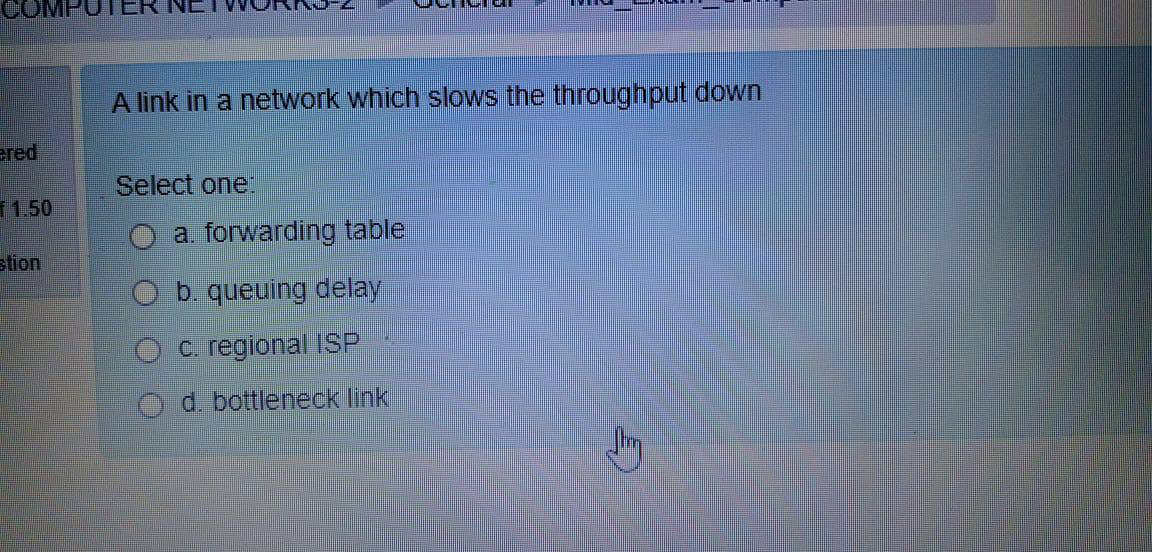 COMPUTER NETWORKS-2 General
A link in a network which slows the throughput down
ered
Select one:
f 1.50
a. forwarding table
stion
b. queuing delay
c. regional ISP
d. bottleneck link